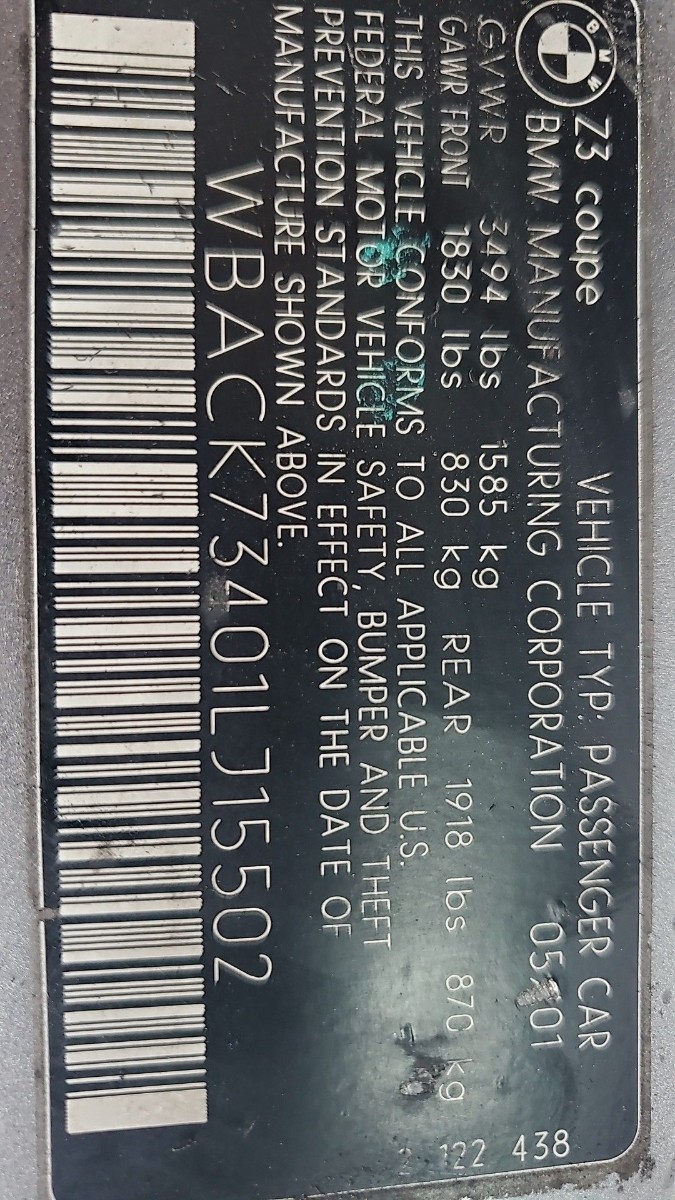 BMW
Z3 coupe VEHICLE TYP: PASSENGER CAR
BMW MANUFACTURING CORPORATION 05/01
GVWR 3494 lbs 1585 kg
GAWR FRONT 1830 lbs 830 kg REAR 1918 lbs 870 kg
THIS VEHICLE CONFORMS TO ALL APPLICABLE U.S.
FEDERAL MOTOR VEHICLE SAFETY, BUMPER AND THEFT
PREVENTION STANDARDS IN EFFECT ON THE DATE OF
MANUFACTURE SHOWN ABOVE.
WBACK73401LJ15502
2 122 438